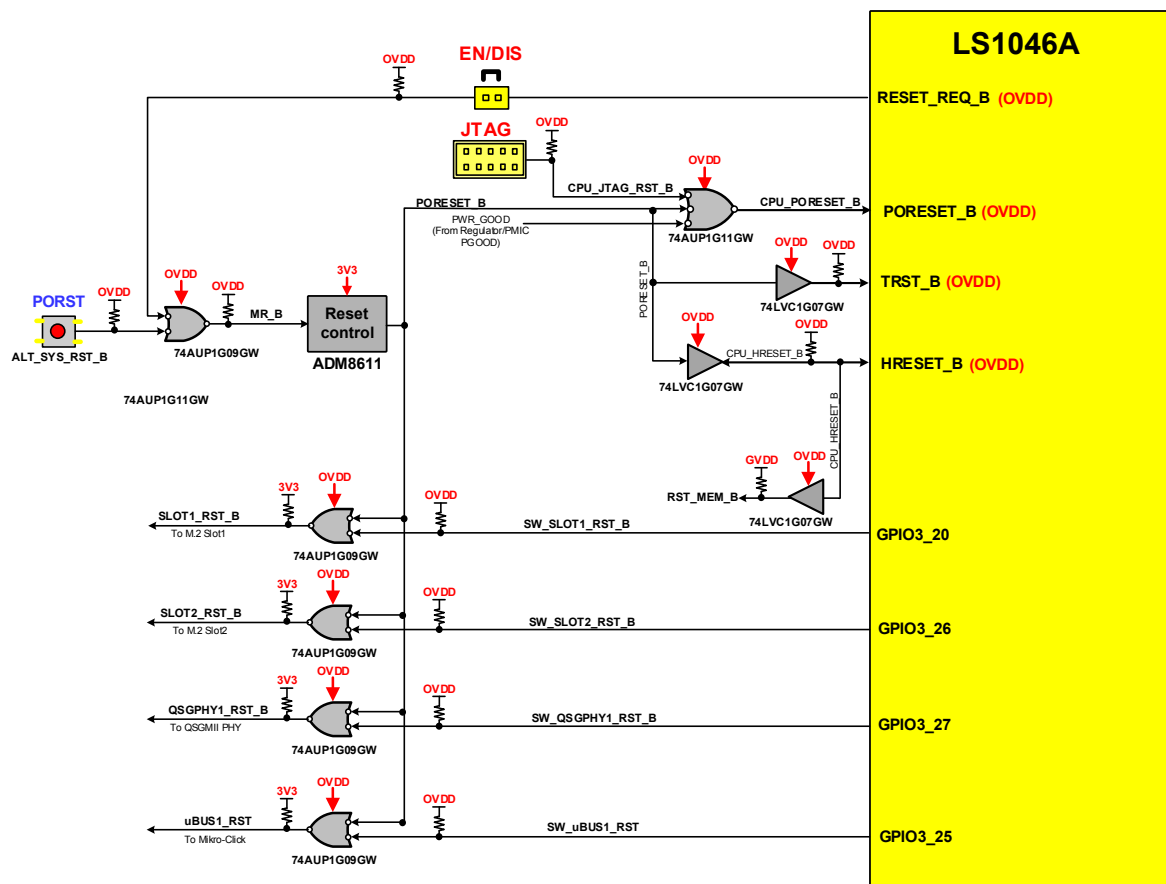 LS1046A
EN/DIS
OVDD
RESET_REQ_B (OVDD)
JTAG
OVDD
OVDD
CPU_JTAG_RST_B
CPU_PORESET_B
PORESET_B
PORESET_B (OVDD)
PWR_GOOD
(From Regulator/PMIC
PGOOD)
74AUP1G11GW
PORESET_B
OVDD
OVDD
TRST_B (OVDD)
74LVC1G07GW
PORST
OVDD
OVDD
OVDD
3V3
MR_B
Reset
control
ALT_SYS_RST_B
74AUP1G09GW
ADM8611
74AUP1G11GW
OVDD
OVDD
CPU_HRESET_B
HRESET_B (OVDD)
74LVC1G07GW
CPU_HRESET_B
GVDD
OVDD
RST_MEM_B
74LVC1G07GW
3V3
OVDD
OVDD
SLOT1_RST_B
To M.2 Slot1
SW_SLOT1_RST_B
GPIO3_20
74AUP1G09GW
3V3
OVDD
OVDD
SLOT2_RST_B
To M.2 Slot2
SW_SLOT2_RST_B
GPIO3_26
74AUP1G09GW
3V3
OVDD
OVDD
QSGPHY1_RST_B
To QSGMII PHY
SW_QSGPHY1_RST_B
GPIO3_27
74AUP1G09GW
3V3
OVDD
OVDD
uBUS1_RST
To Mikro-Click
SW_uBUS1_RST
GPIO3_25
74AUP1G09GW